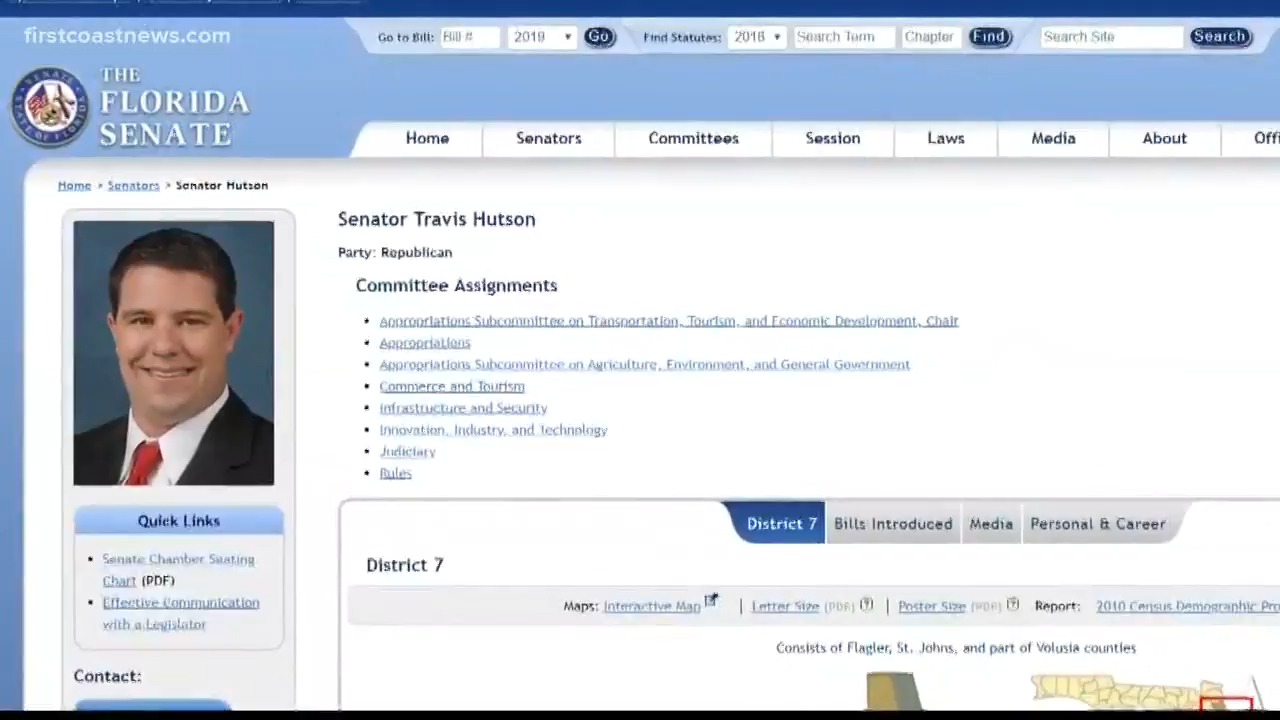 firstcoastnews.com
Go to Bill: Bill # 2019 Go Find Statutes: 2018 Search Term Chapter Find Search Site Search
THE
FLORIDA
SENATE
Home Senators Committees Session Laws Media About Offi
Home > Senators > Senator Hutson
Senator Travis Hutson
Party: Republican
Committee Assignments
• Appropriations Subcommittee on Transportation, Tourism, and Economic Development, Chair
• Appropriations
• Appropriations Subcommittee on Agriculture, Environment, and General Government
• Commerce and Tourism
• Infrastructure and Security
• Innovation, Industry, and Technology
• Judiciary
• Rules
Quick Links
• Senate Chamber Seating
Chart (PDF)
• Effective Communication
with a Legislator
Contact:
District 7 Bills Introduced Media Personal & Career
District 7
Maps: Interactive Map | Letter Size (PDF) | Poster Size (PDF) Report: 2010 Census Demographic Pro
Consists of Flagler, St. Johns, and part of Volusia counties